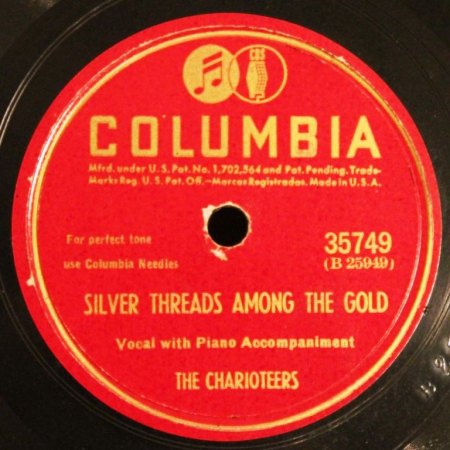 CBS
COLUMBIA
Mfrd. under U.S. Pat. No. 1,702,564 and Pat. Pending. Trade-
Marks Reg. U.S. Pat. Off.—Marcas Registradas. Made in U.S.A.
For perfect tone
use Columbia Needles
35749
(B 25949)
SILVER THREADS AMONG THE GOLD
Vocal with Piano Accompaniment
THE CHARIOTEERS